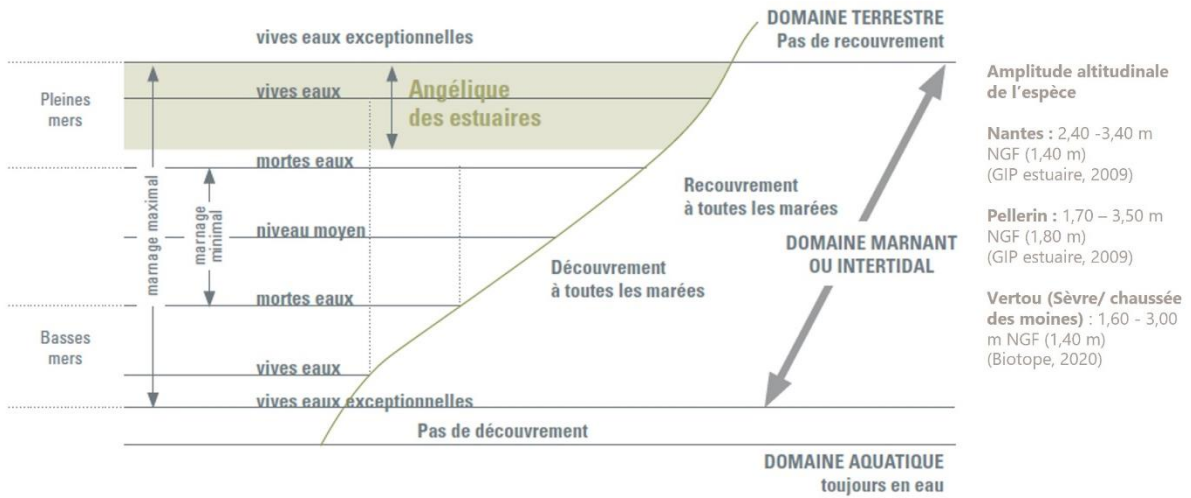 DOMAINE TERRESTRE
Pas de recouvrement
vives eaux exceptionnelles
Pleines
mers
vives eaux
Angélique
des estuaires
mortes eaux
marnage maximal
marnage
minimal
niveau moyen
Recouvrement
à toutes les marées
DOMAINE MARNANT
OU INTERTIDAL
Découvrement
à toutes les marées
mortes eaux
Basses
mers
vives eaux
vives eaux exceptionnelles
Pas de découvrement
DOMAINE AQUATIQUE
toujours en eau
Amplitude altitudinale
de l'espèce
Nantes : 2,40 -3,40 m
NGF (1,40 m)
(GIP estuaire, 2009)
Pellerin : 1,70 – 3,50 m
NGF (1,80 m)
(GIP estuaire, 2009)
Vertou (Sèvre/ chaussée
des moines) : 1,60 - 3,00
m NGF (1,40 m)
(Biotope, 2020)